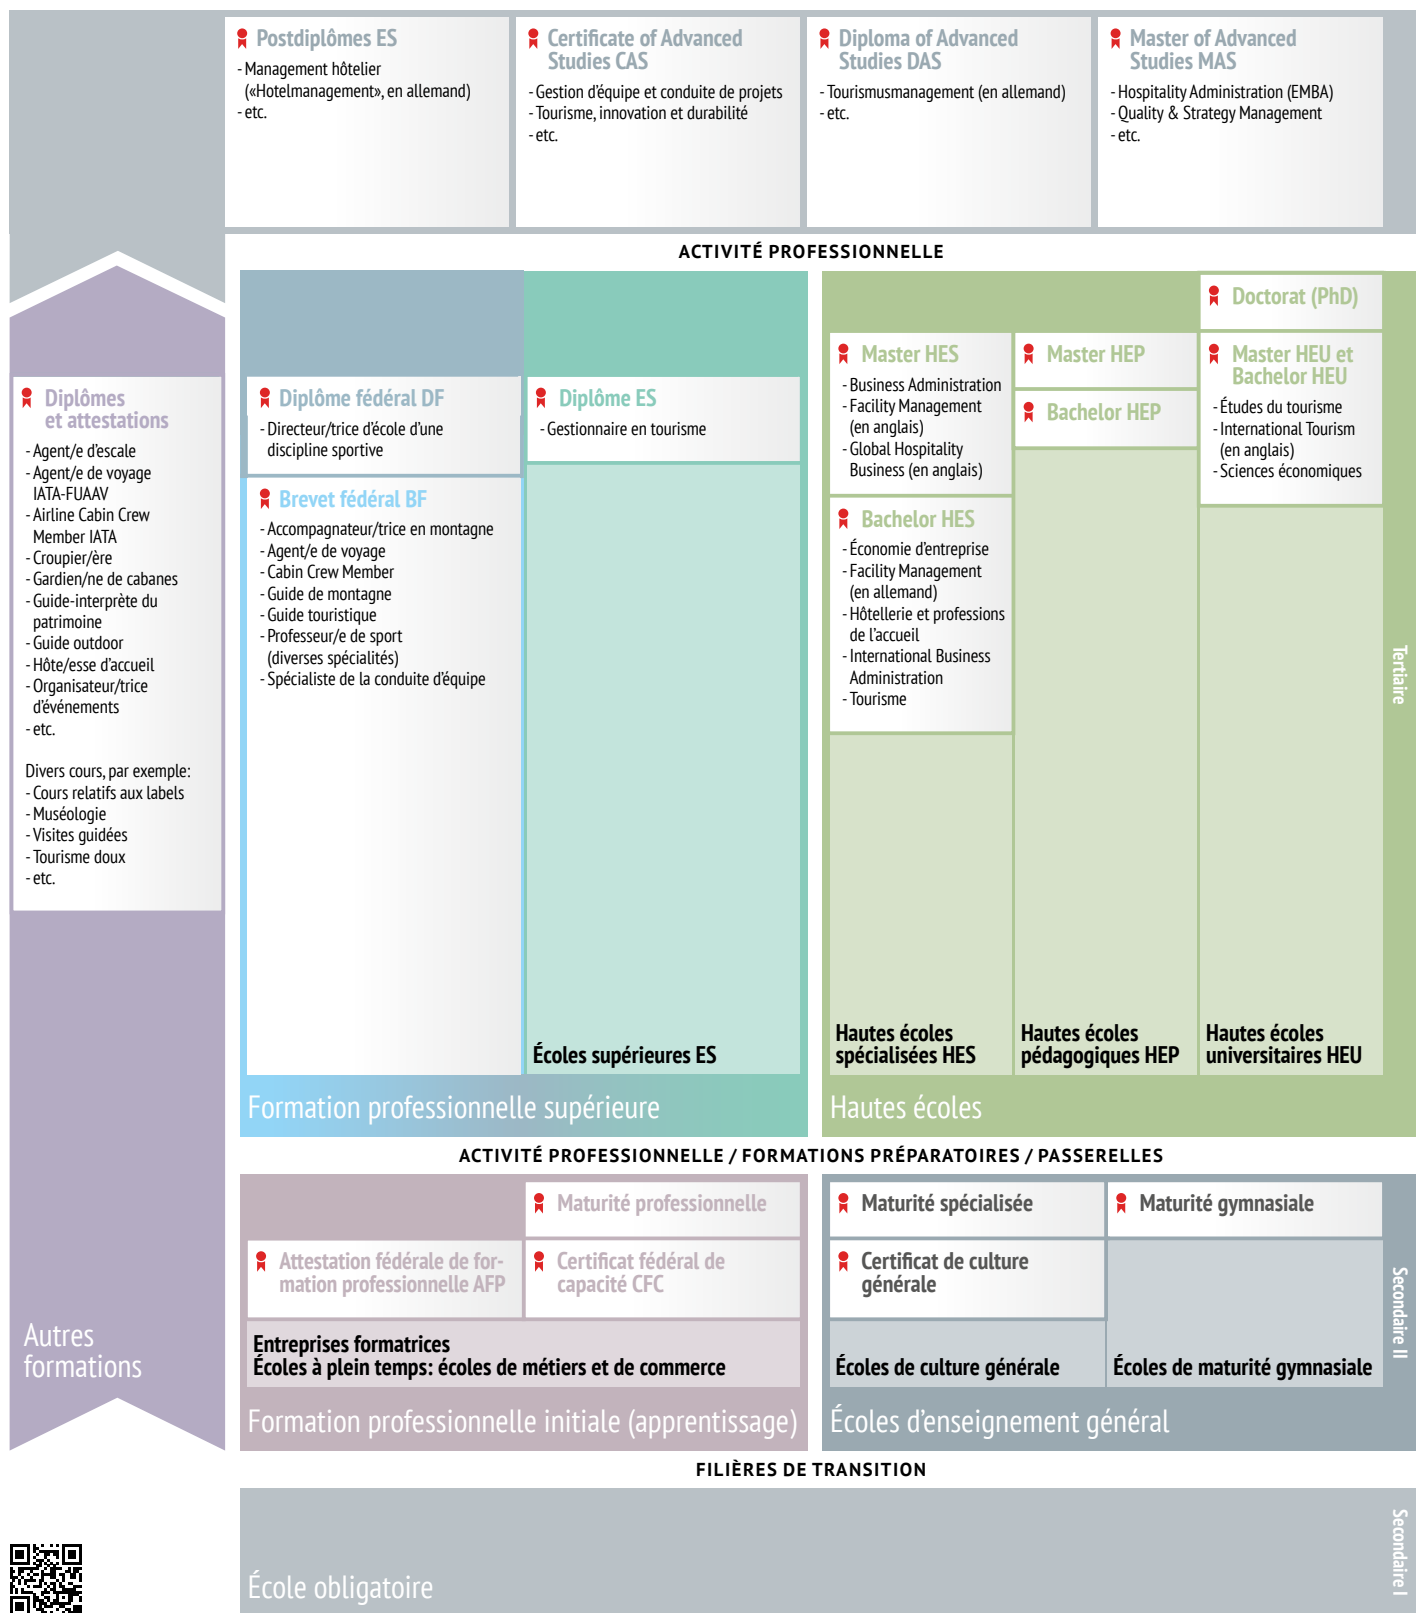 Postdiplômes ES
- Management hôtelier
(«Hotelmanagement», en allemand)
- etc.
Certificate of Advanced
Studies CAS
- Gestion d'équipe et conduite de projets
- Tourisme, innovation et durabilité
- etc.
Diploma of Advanced
Studies DAS
- Tourismusmanagement (en allemand)
- etc.
Master of Advanced
Studies MAS
- Hospitality Administration (EMBA)
- Quality & Strategy Management
- etc.
ACTIVITÉ PROFESSIONNELLE
Diplômes
et attestations
- Agent/e d'escale
- Agent/e de voyage
IATA-FUAAV
- Airline Cabin Crew
Member IATA
- Croupier/ère
- Gardien/ne de cabanes
- Guide-interprète du
patrimoine
- Guide outdoor
- Hôte/esse d'accueil
- Organisateur/trice
d'événements
- etc.
Divers cours, par exemple:
- Cours relatifs aux labels
- Muséologie
- Visites guidées
- Tourisme doux
- etc.
Autres
formations
Diplôme fédéral DF
- Directeur/trice d'école d'une
discipline sportive
Brevet fédéral BF
- Accompagnateur/trice en montagne
- Agent/e de voyage
- Cabin Crew Member
- Guide de montagne
- Guide touristique
- Professeur/e de sport
(diverses spécialités)
- Spécialiste de la conduite d'équipe
Diplôme ES
- Gestionnaire en tourisme
Écoles supérieures ES
Formation professionnelle supérieure
Master HES
- Business Administration
- Facility Management
(en anglais)
- Global Hospitality
Business (en anglais)
Bachelor HES
- Économie d'entreprise
- Facility Management
(en allemand)
- Hôtellerie et professions
de l'accueil
- International Business
Administration
- Tourisme
Hautes écoles
spécialisées HES
Master HEP
Bachelor HEP
Hautes écoles
pédagogiques HEP
Doctorat (PhD)
Master HEU et
Bachelor HEU
- Études du tourisme
- International Tourism
(en anglais)
- Sciences économiques
Hautes écoles
universitaires HEU
Hautes écoles
Tertiaire
ACTIVITÉ PROFESSIONNELLE / FORMATIONS PRÉPARATOIRES / PASSERELLES
Maturité professionnelle
Attestation fédérale de for-
mation professionnelle AFP
Certificat fédéral de
capacité CFC
Entreprises formatrices
Écoles à plein temps: écoles de métiers et de commerce
Formation professionnelle initiale (apprentissage)
Maturité spécialisée
Certificat de culture
générale
Écoles de culture générale
Maturité gymnasiale
Écoles de maturité gymnasiale
Écoles d'enseignement général
Secondaire II
FILIÈRES DE TRANSITION
École obligatoire
Secondaire I